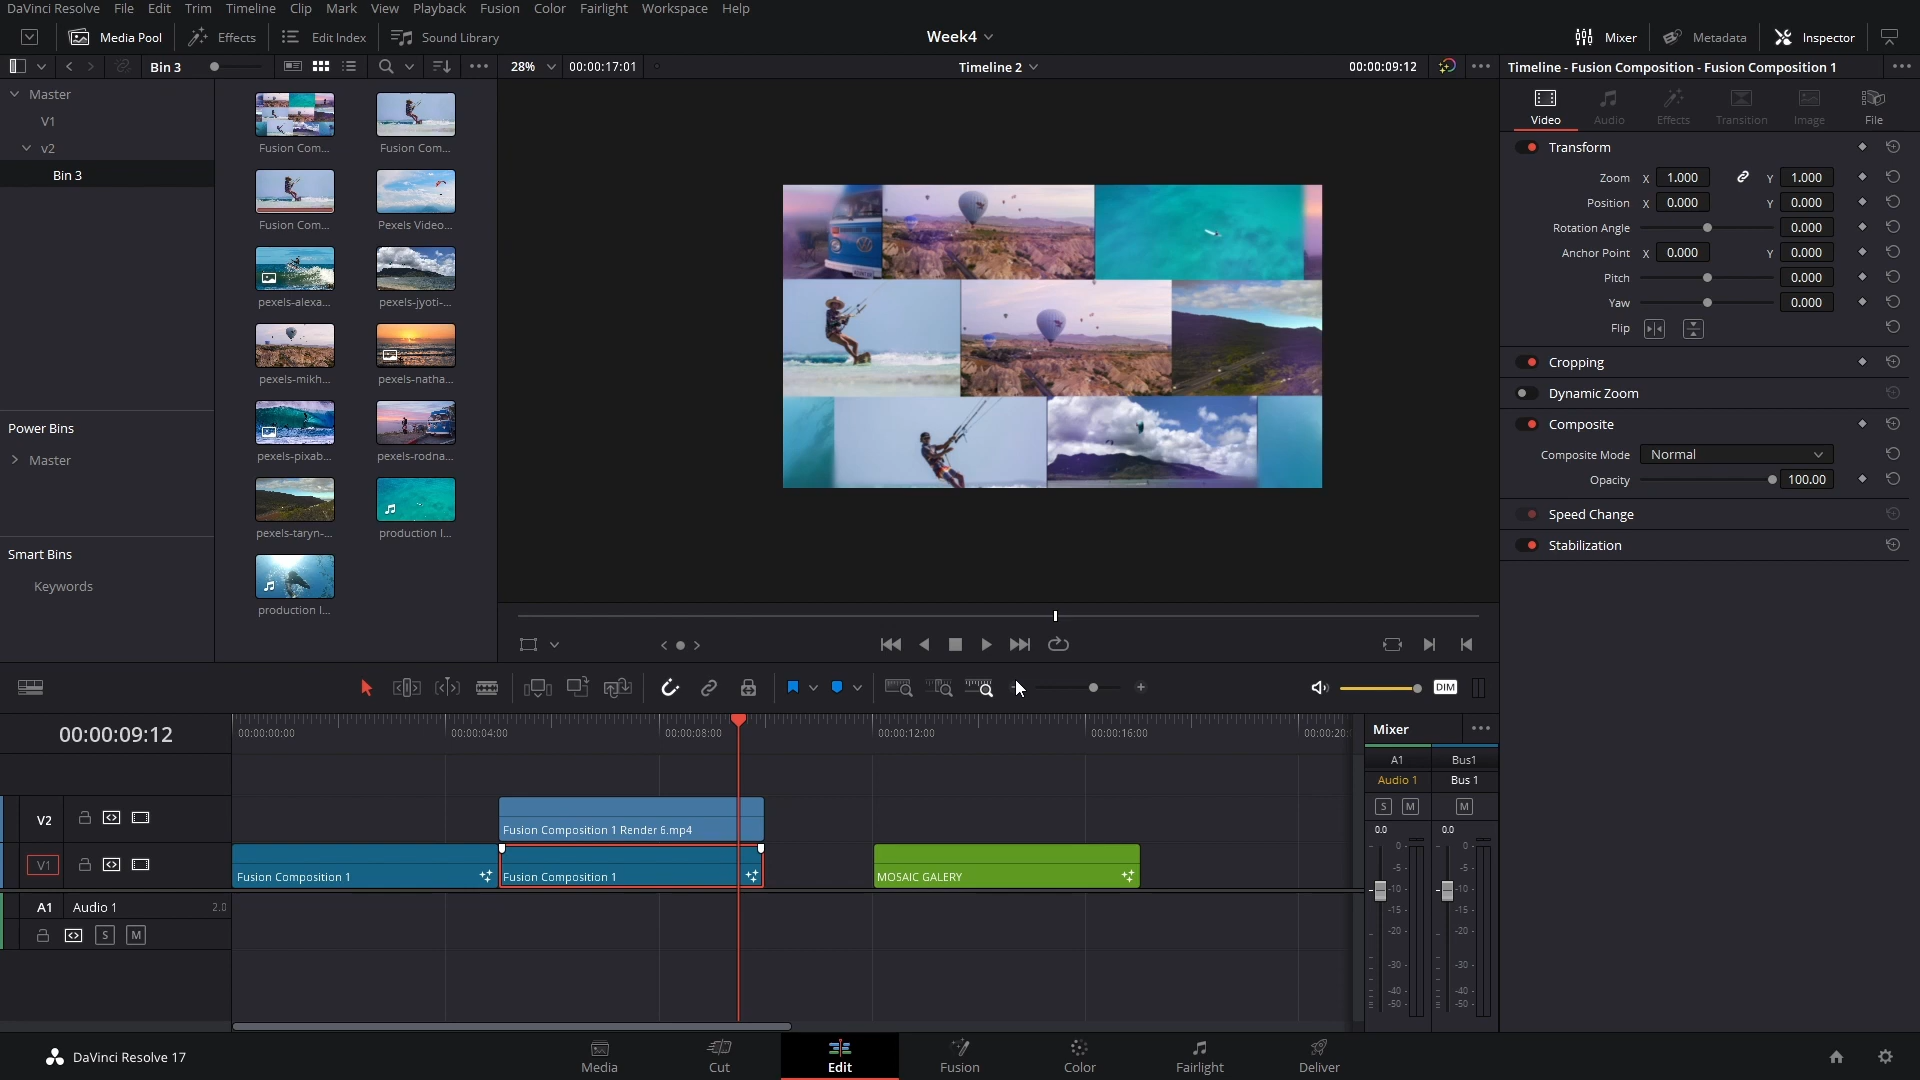 DaVinci Resolve File Edit Trim Timeline Clip Mark View Playback Fusion Color Fairlight Workspace Help
Media Pool Effects Edit Index Sound Library Week4 Mixer Metadata Inspector
Bin 3 28% 00:00:17:01 Timeline 2 00:00:09:12 Timeline - Fusion Composition - Fusion Composition 1
Master
V1
v2
Bin 3
Power Bins
Master
Smart Bins
Keywords
Fusion Com... Fusion Com...
Fusion Com... Pexels Video...
pexels-alexa... pexels-jyoti-...
pexels-mikh... pexels-natha...
pexels-pixab... pexels-rodna...
pexels-taryn-... production I...
production I...
Video Audio Effects Transition Image File
Transform
Zoom X 1.000 Y 1.000
Position X 0.000 Y 0.000
Rotation Angle 0.000
Anchor Point X 0.000 Y 0.000
Pitch 0.000
Yaw 0.000
Flip
Cropping
Dynamic Zoom
Composite
Composite Mode Normal
Opacity 100.00
Speed Change
Stabilization
DIM
00:00:09:12
00:00:00:00 00:00:04:00 00:00:08:00 00:00:12:00 00:00:16:00 00:00:20:
V2
Fusion Composition 1 Render 6.mp4
V1
Fusion Composition 1 Fusion Composition 1 MOSAIC GALERY
A1 Audio 1 2.0
S M
Mixer
A1 Bus1
Audio 1 Bus 1
S M M
0.0 0.0
0- 0-
-5- -5-
-10- -10-
-15- -15-
-20- -20-
-30- -30-
-40- -40-
-50- -50-
DaVinci Resolve 17 Media Cut Edit Fusion Color Fairlight Deliver